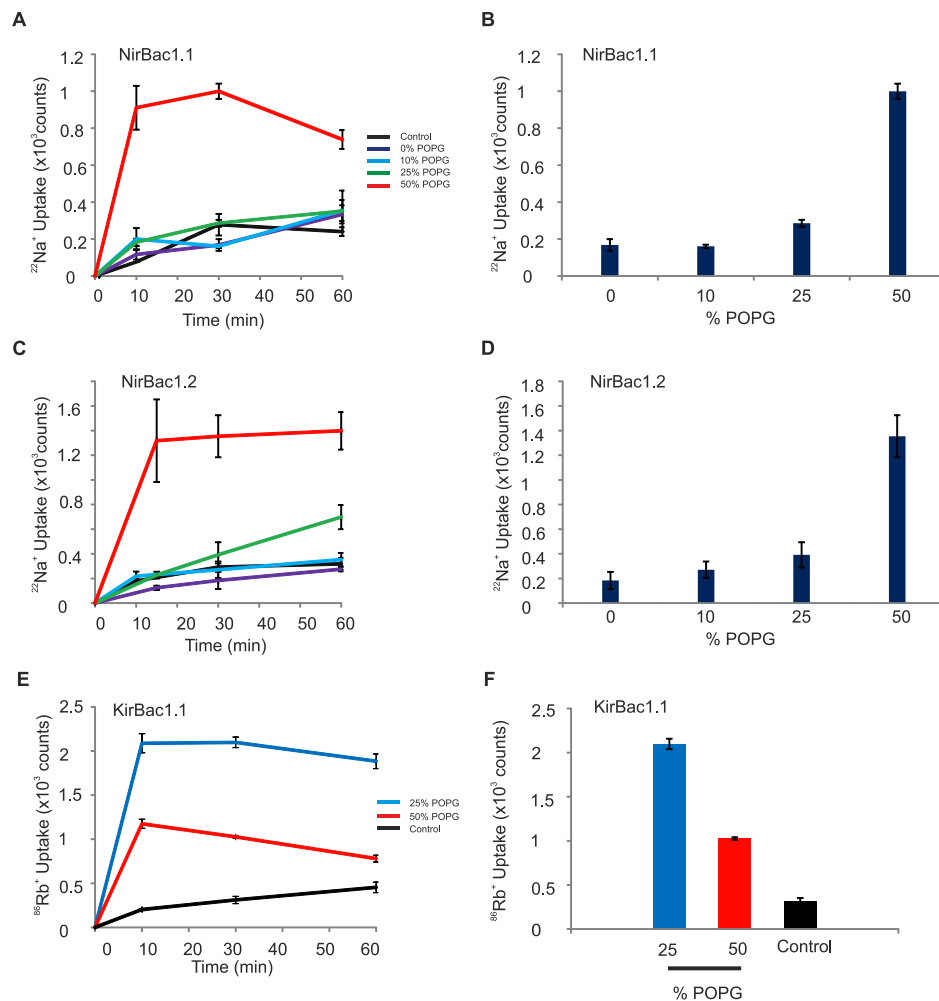 A
NirBac1.1
²²Na⁺ Uptake (x10³counts)
1.2
1
0.8
0.6
0.4
0.2
0
0 10 20 30 40 50 60
Time (min)
Control
0% POPG
10% POPG
25% POPG
50% POPG
B
NirBac1.1
²²Na⁺ Uptake (x10³counts)
1.2
1
0.8
0.6
0.4
0.2
0
0 10 25 50
% POPG
C
NirBac1.2
²²Na⁺ Uptake (x10³counts)
1.6
1.2
0.8
0.4
0
0 10 20 30 40 50 60
Time (min)
D
NirBac1.2
²²Na⁺ Uptake (x10³counts)
1.8
1.6
1.4
1.2
1
0.8
0.6
0.4
0.2
0
0 10 25 50
% POPG
E
KirBac1.1
⁸⁶Rb⁺ Uptake (x10³ counts)
2.5
2
1.5
1
0.5
0
0 10 20 30 40 50 60
Time (min)
25% POPG
50% POPG
Control
F
KirBac1.1
⁸⁶Rb⁺ Uptake (x10³ counts)
2.5
2
1.5
1
0.5
0
25 50 Control
% POPG